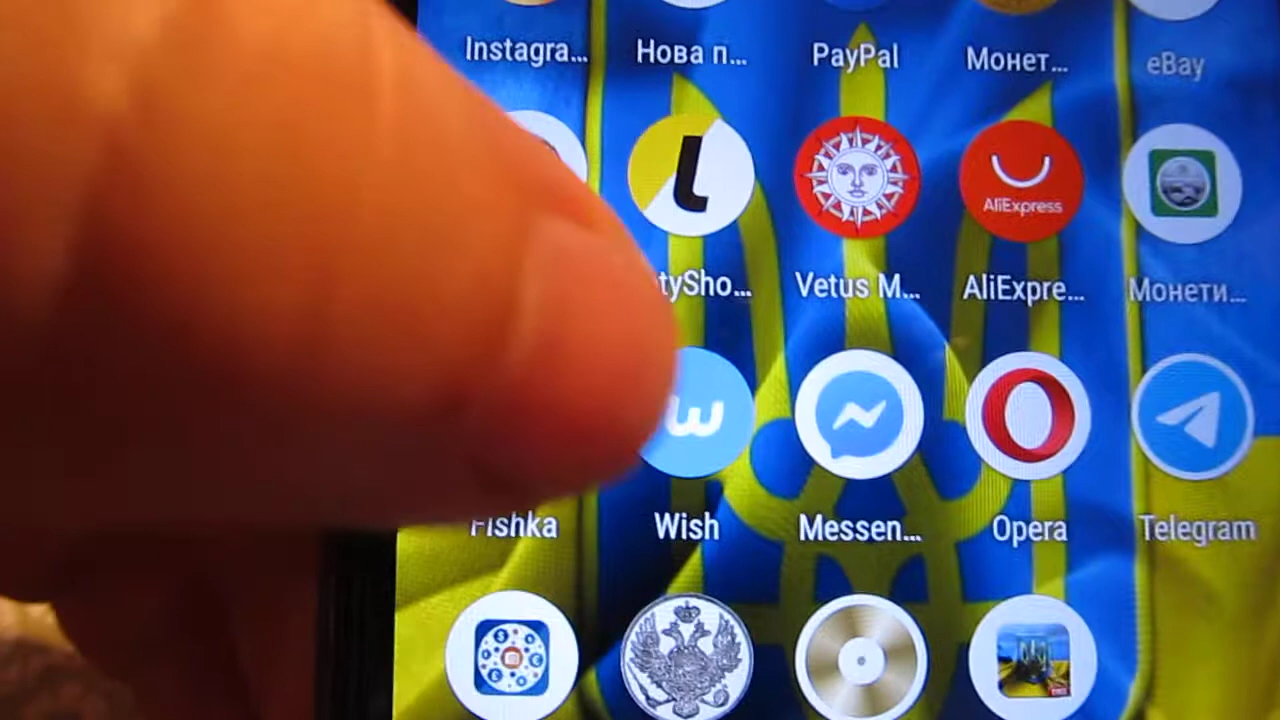 Instagra... Нова п... PayPal Монет... eBay
AliExpress
tySho... Vetus M... AliExpre... Монети...
w
Fishka Wish Messen... Opera Telegram